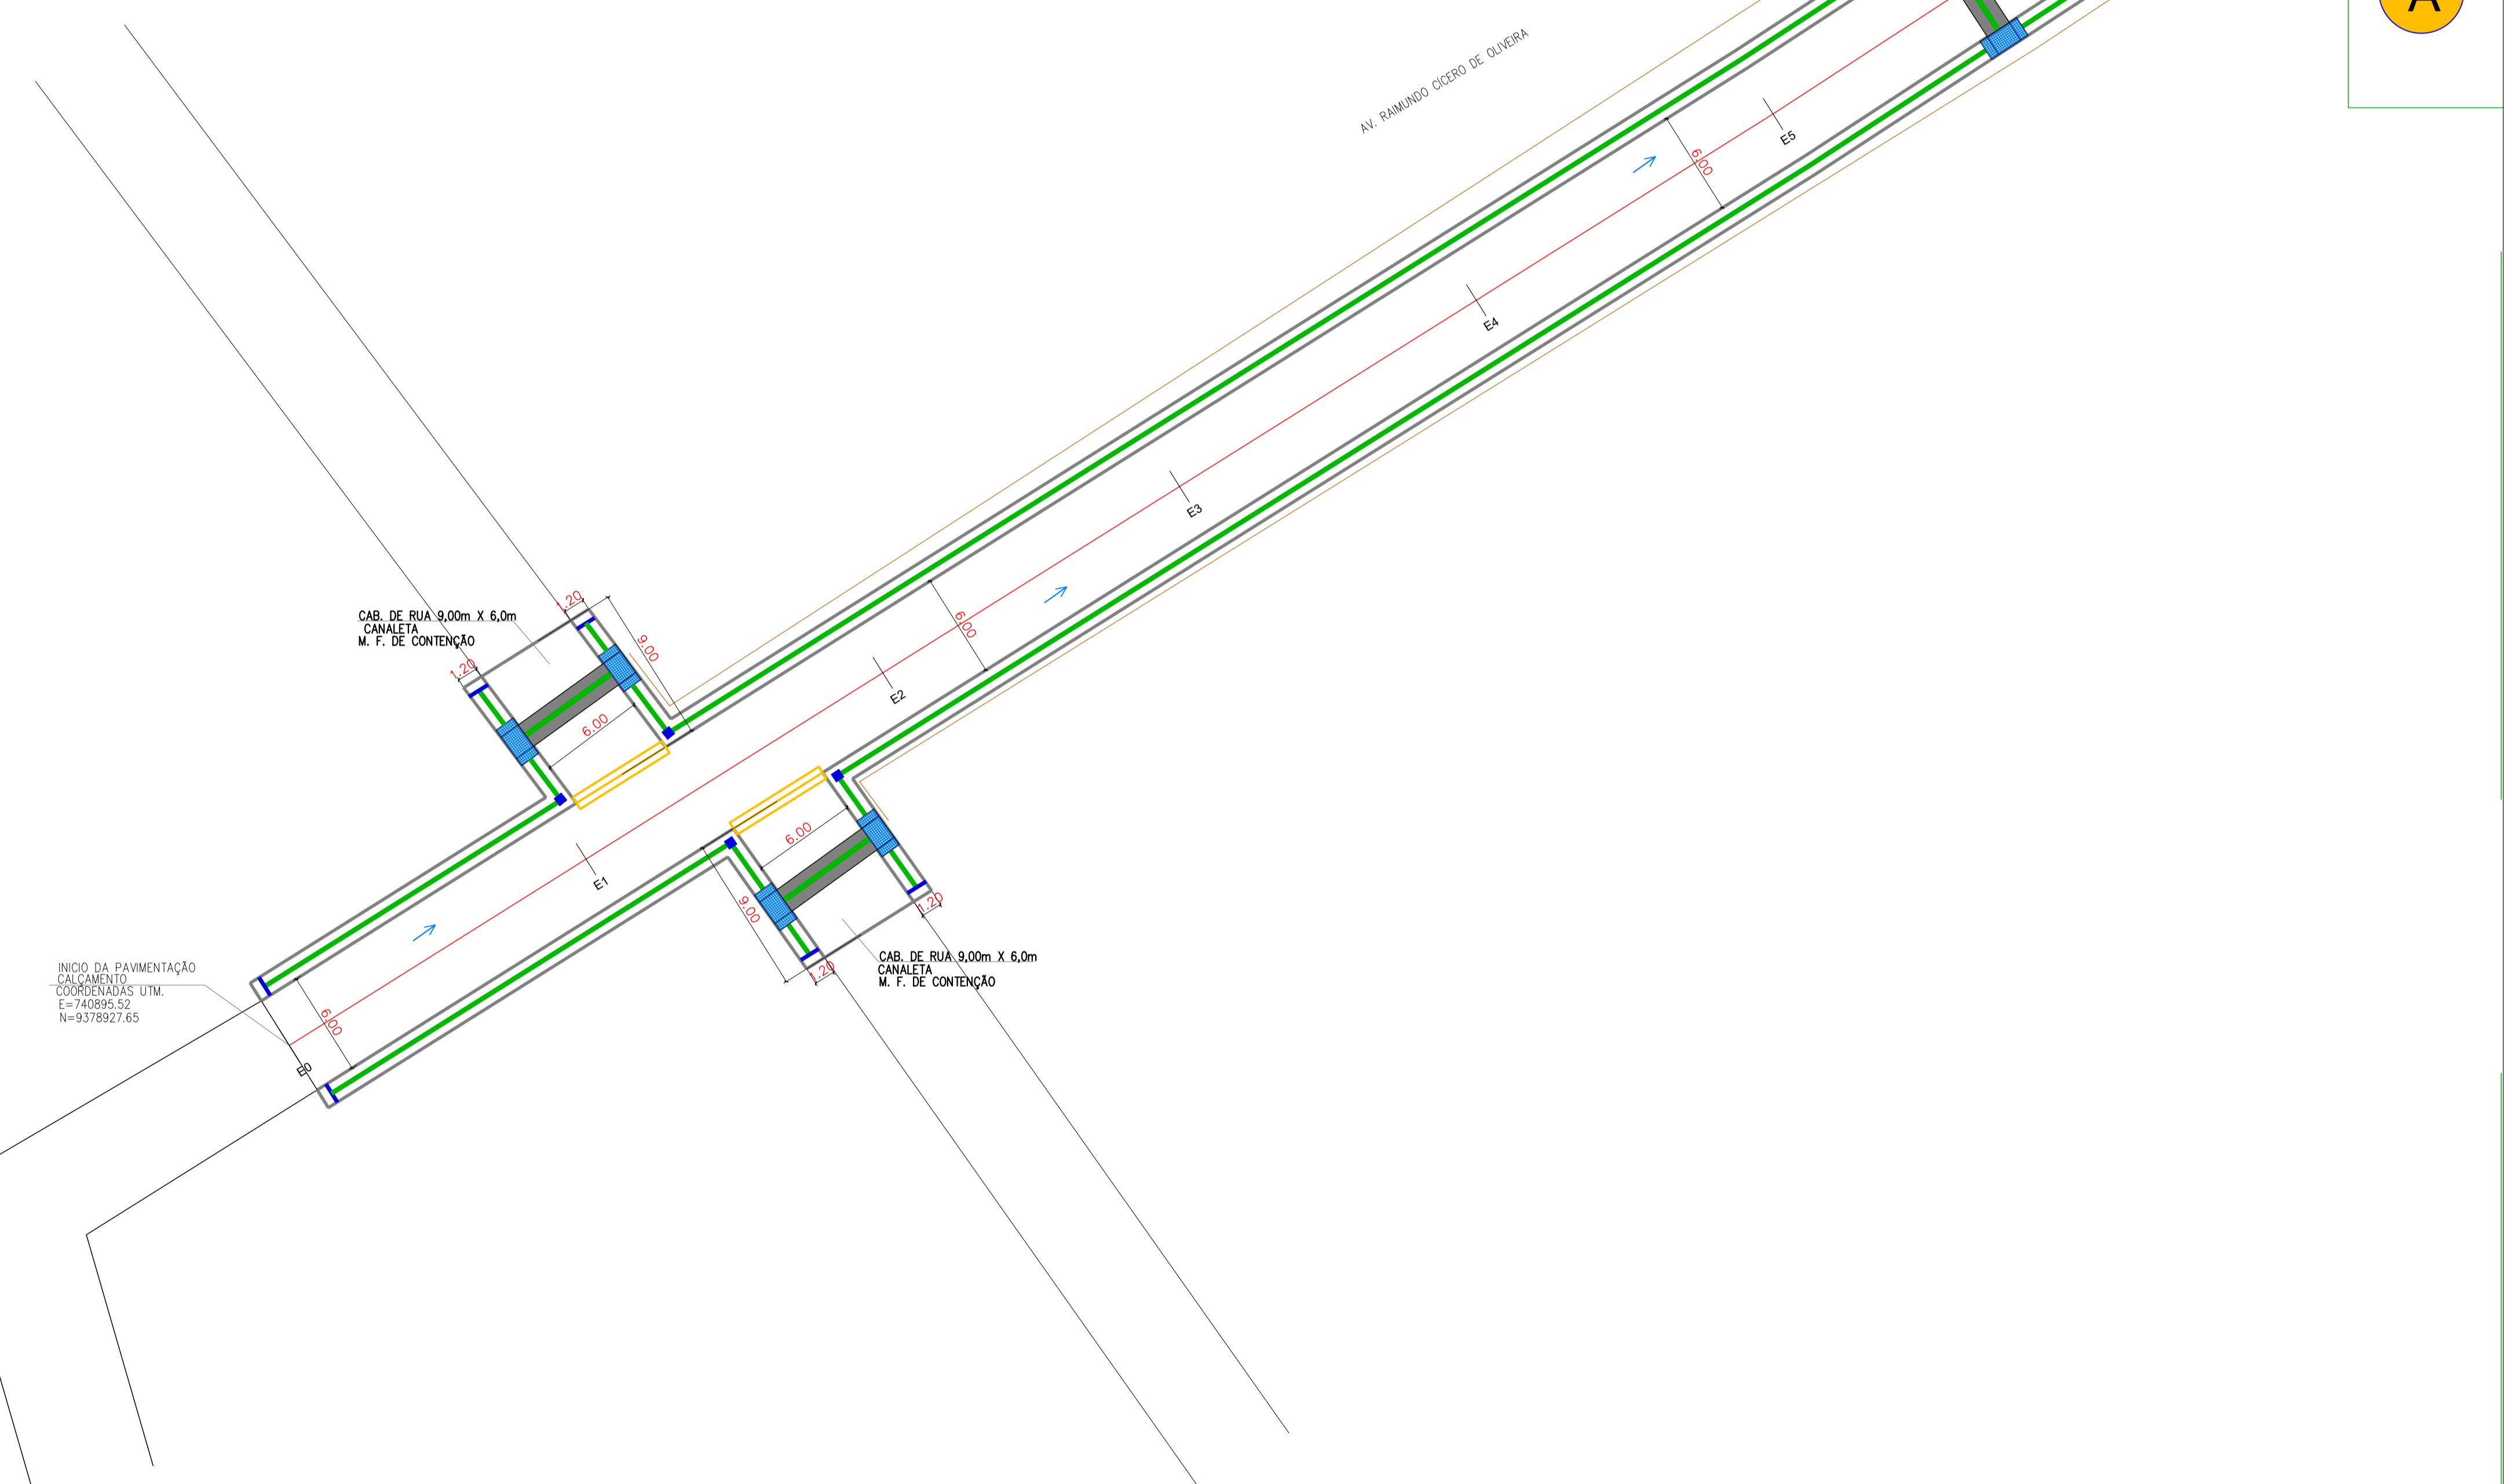 A
AV. RAIMUNDO CÍCERO DE OLIVEIRA
E5
6.00
E4
E3
1.20
CAB. DE RUA 9,00m X 6,0m
CANALETA
M. F. DE CONTENÇÃO
9.00
6.00
1.20
E2
6.00
6.00
E1
9.00
1.20
CAB. DE RUA 9,00m X 6,0m
CANALETA
M. F. DE CONTENÇÃO
1.20
INICIO DA PAVIMENTAÇÃO
CALÇAMENTO
COORDENADAS UTM.
E=740895.52
N=9378927.65
6.00
E0